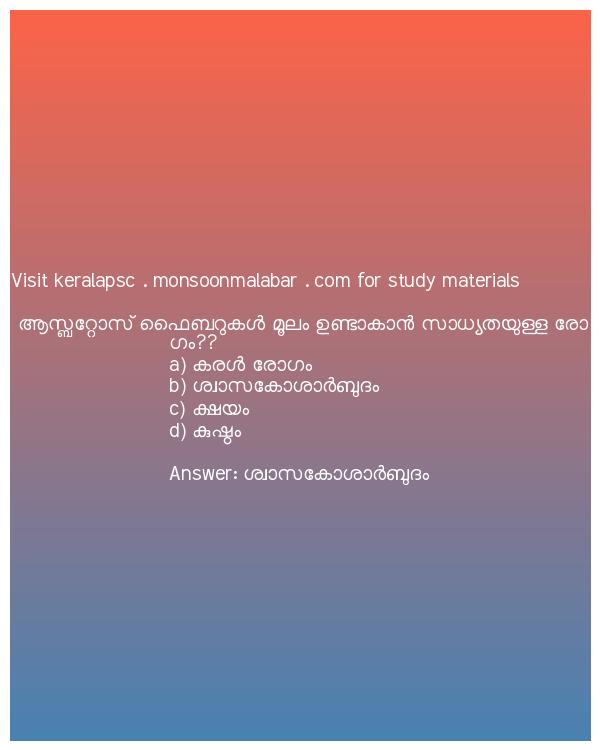 Visit keralapsc . monsoonmalabar . com for study materials
ആസ്ബറ്റോസ് ഫൈബറുകൾ മൂലം ഉണ്ടാകാൻ സാധ്യതയുള്ള രോ
ഗം??
a) കരൾ രോഗം
b) ശ്വാസകോശാർബുദം
c) ക്ഷയം
d) കുഷ്ഠം
Answer: ശ്വാസകോശാർബുദം